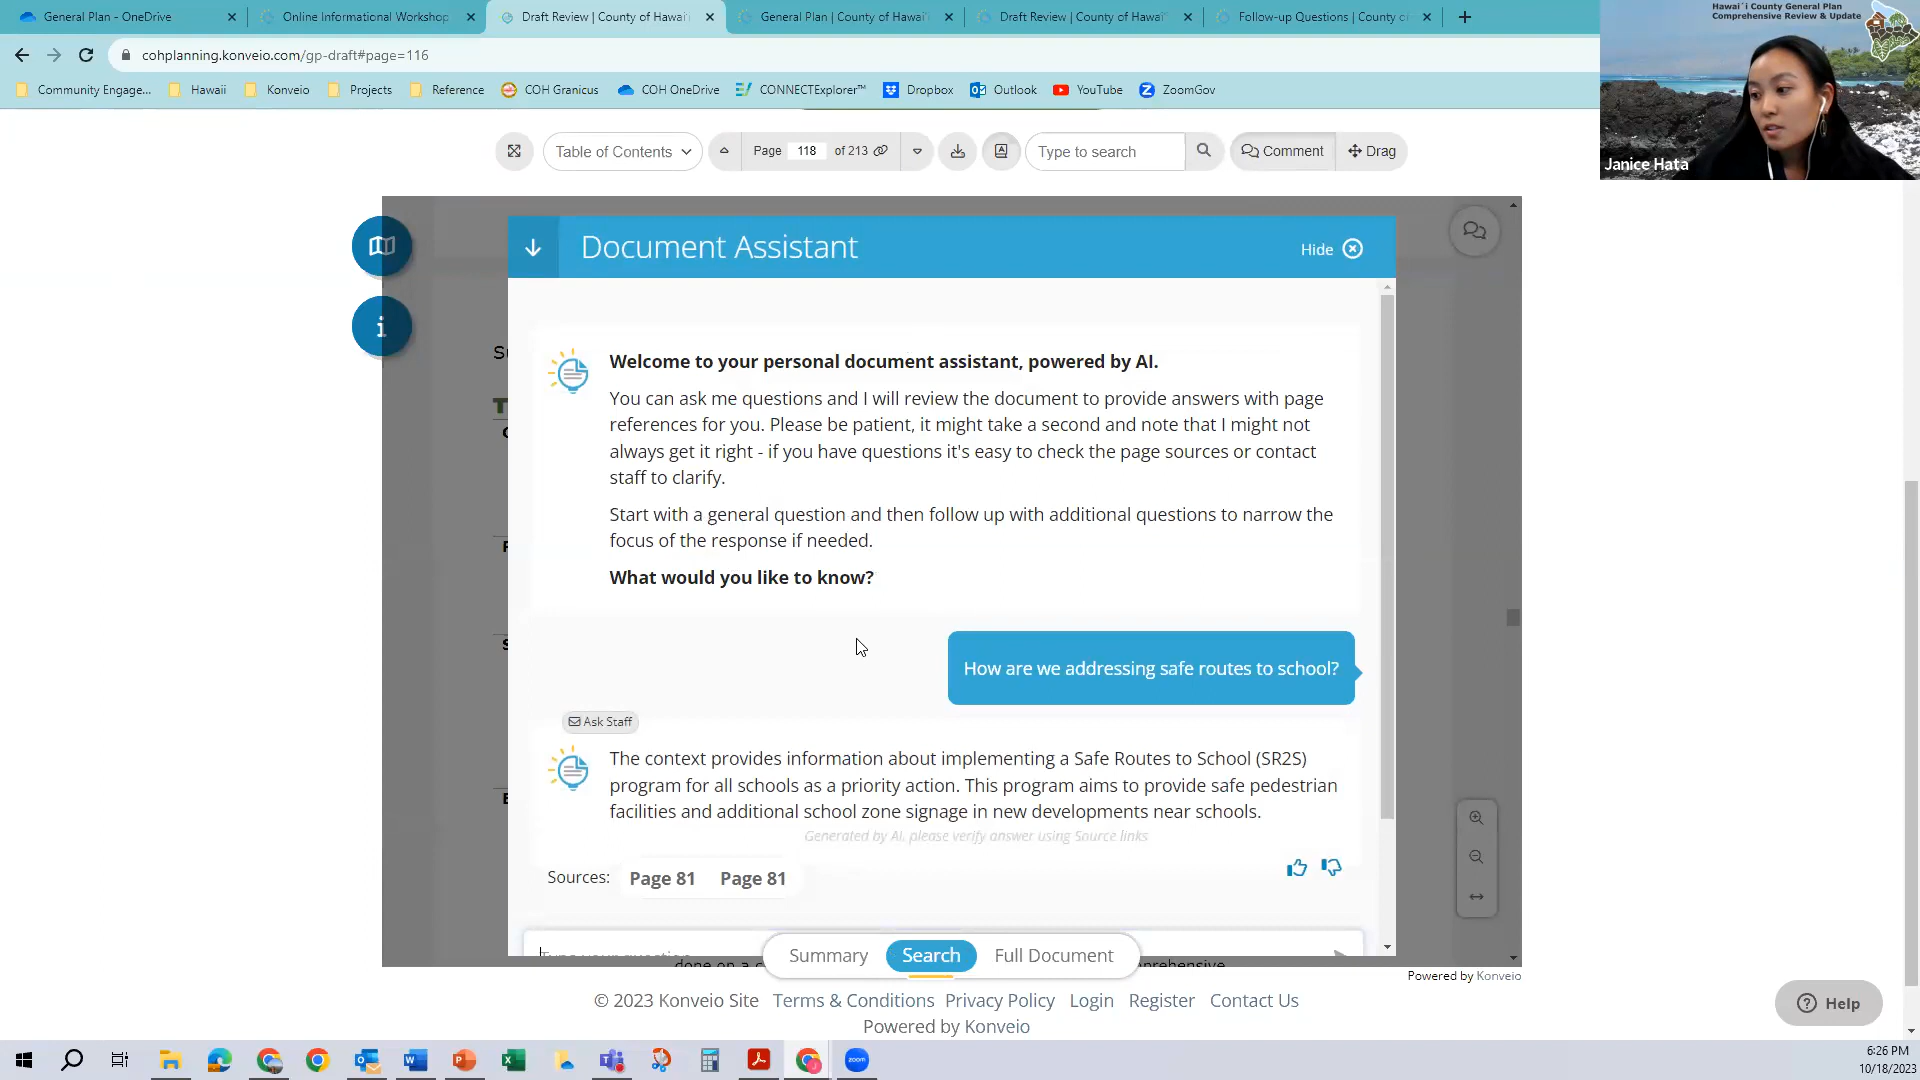 General Plan - OneDrive
Online Informational Workshop
Draft Review | County of Hawai'i
General Plan | County of Hawai'i
Draft Review | County of Hawai'i
Follow-up Questions | County of
cohplanning.konveio.com/gp-draft#page=116
Community Engage...
Hawaii
Konveio
Projects
Reference
COH Granicus
COH OneDrive
CONNECTExplorer™
Dropbox
Outlook
YouTube
ZoomGov
Hawai´i County General Plan
Comprehensive Review & Update
Janice Hata
Table of Contents
Page 118 of 213
Type to search
Comment
Drag
Document Assistant
Hide
Welcome to your personal document assistant, powered by AI.
You can ask me questions and I will review the document to provide answers with page
references for you. Please be patient, it might take a second and note that I might not
always get it right - if you have questions it's easy to check the page sources or contact
staff to clarify.
Start with a general question and then follow up with additional questions to narrow the
focus of the response if needed.
What would you like to know?
How are we addressing safe routes to school?
Ask Staff
The context provides information about implementing a Safe Routes to School (SR2S)
program for all schools as a priority action. This program aims to provide safe pedestrian
facilities and additional school zone signage in new developments near schools.
Generated by AI, please verify answer using Source links
Sources: Page 81 Page 81
Type your question
Summary
Search
Full Document
done on a
Powered by Konveio
© 2023 Konveio Site Terms & Conditions Privacy Policy Login Register Contact Us
Powered by Konveio
Help
6:26 PM
10/18/2023